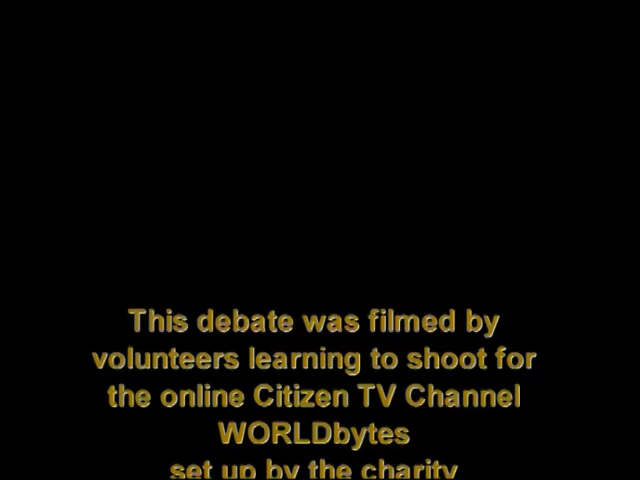 This debate was filmed by
volunteers learning to shoot for
the online Citizen TV Channel
WORLDbytes
set up by the charity